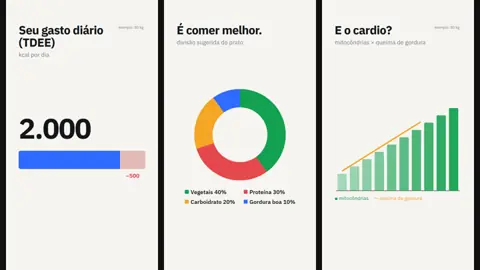 Seu gasto diário
(TDEE)
kcal por dia
2.000
−500
É comer melhor.
divisão sugerida do prato
Vegetais 40%
Proteína 30%
Carboidrato 20%
Gordura boa 10%
E o cardio?
mitocôndrias = queima de gordura
mitocôndrias
queima de gordura